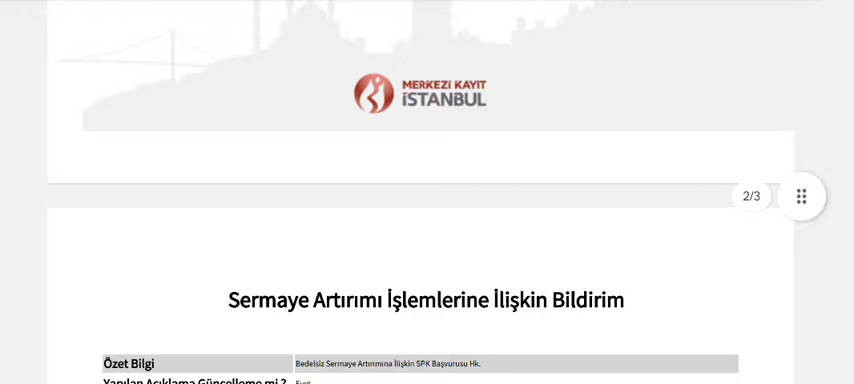 MERKEZİ KAYIT
İSTANBUL
2/3
Sermaye Artırımı İşlemlerine İlişkin Bildirim
Özet Bilgi Bedelsiz Sermaye Artırımına İlişkin SPK Başvurusu Hk.
Yapılan Açıklama Güncelleme mi ? Evet